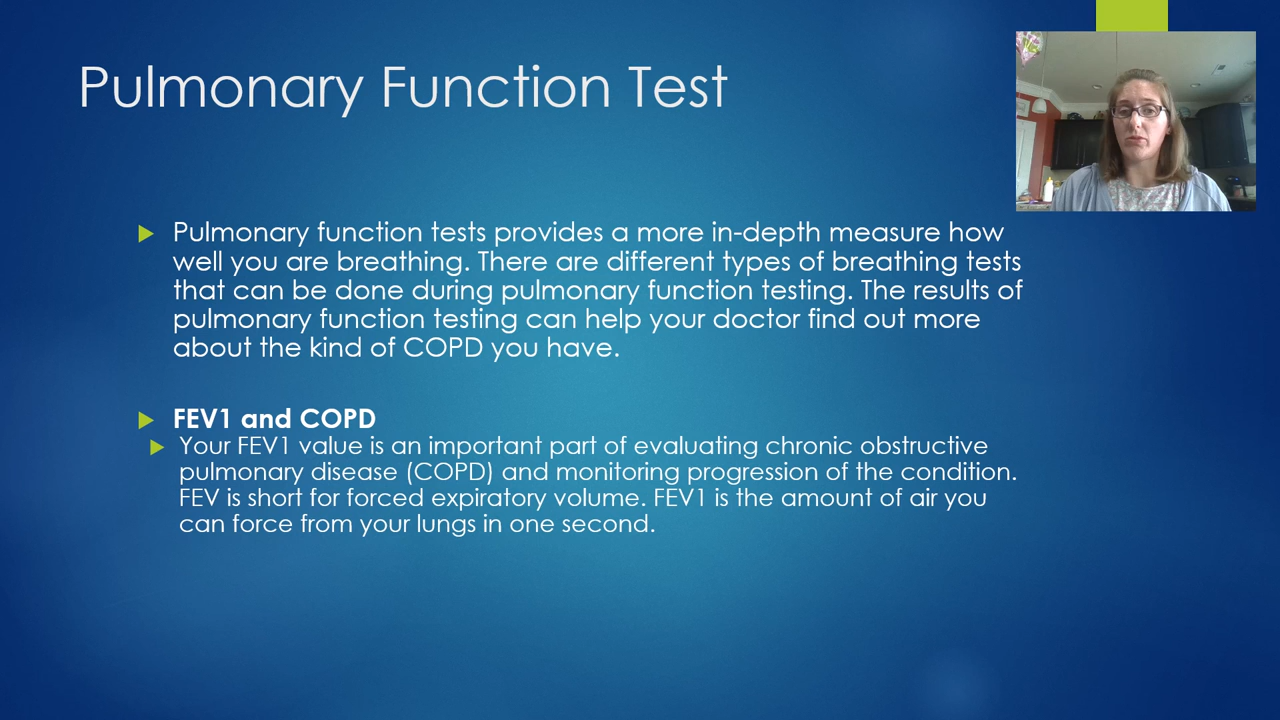 Pulmonary Function Test
Pulmonary function tests provides a more in-depth measure how
well you are breathing. There are different types of breathing tests
that can be done during pulmonary function testing. The results of
pulmonary function testing can help your doctor find out more
about the kind of COPD you have.
FEV1 and COPD
Your FEV1 value is an important part of evaluating chronic obstructive
pulmonary disease (COPD) and monitoring progression of the condition.
FEV is short for forced expiratory volume. FEV1 is the amount of air you
can force from your lungs in one second.